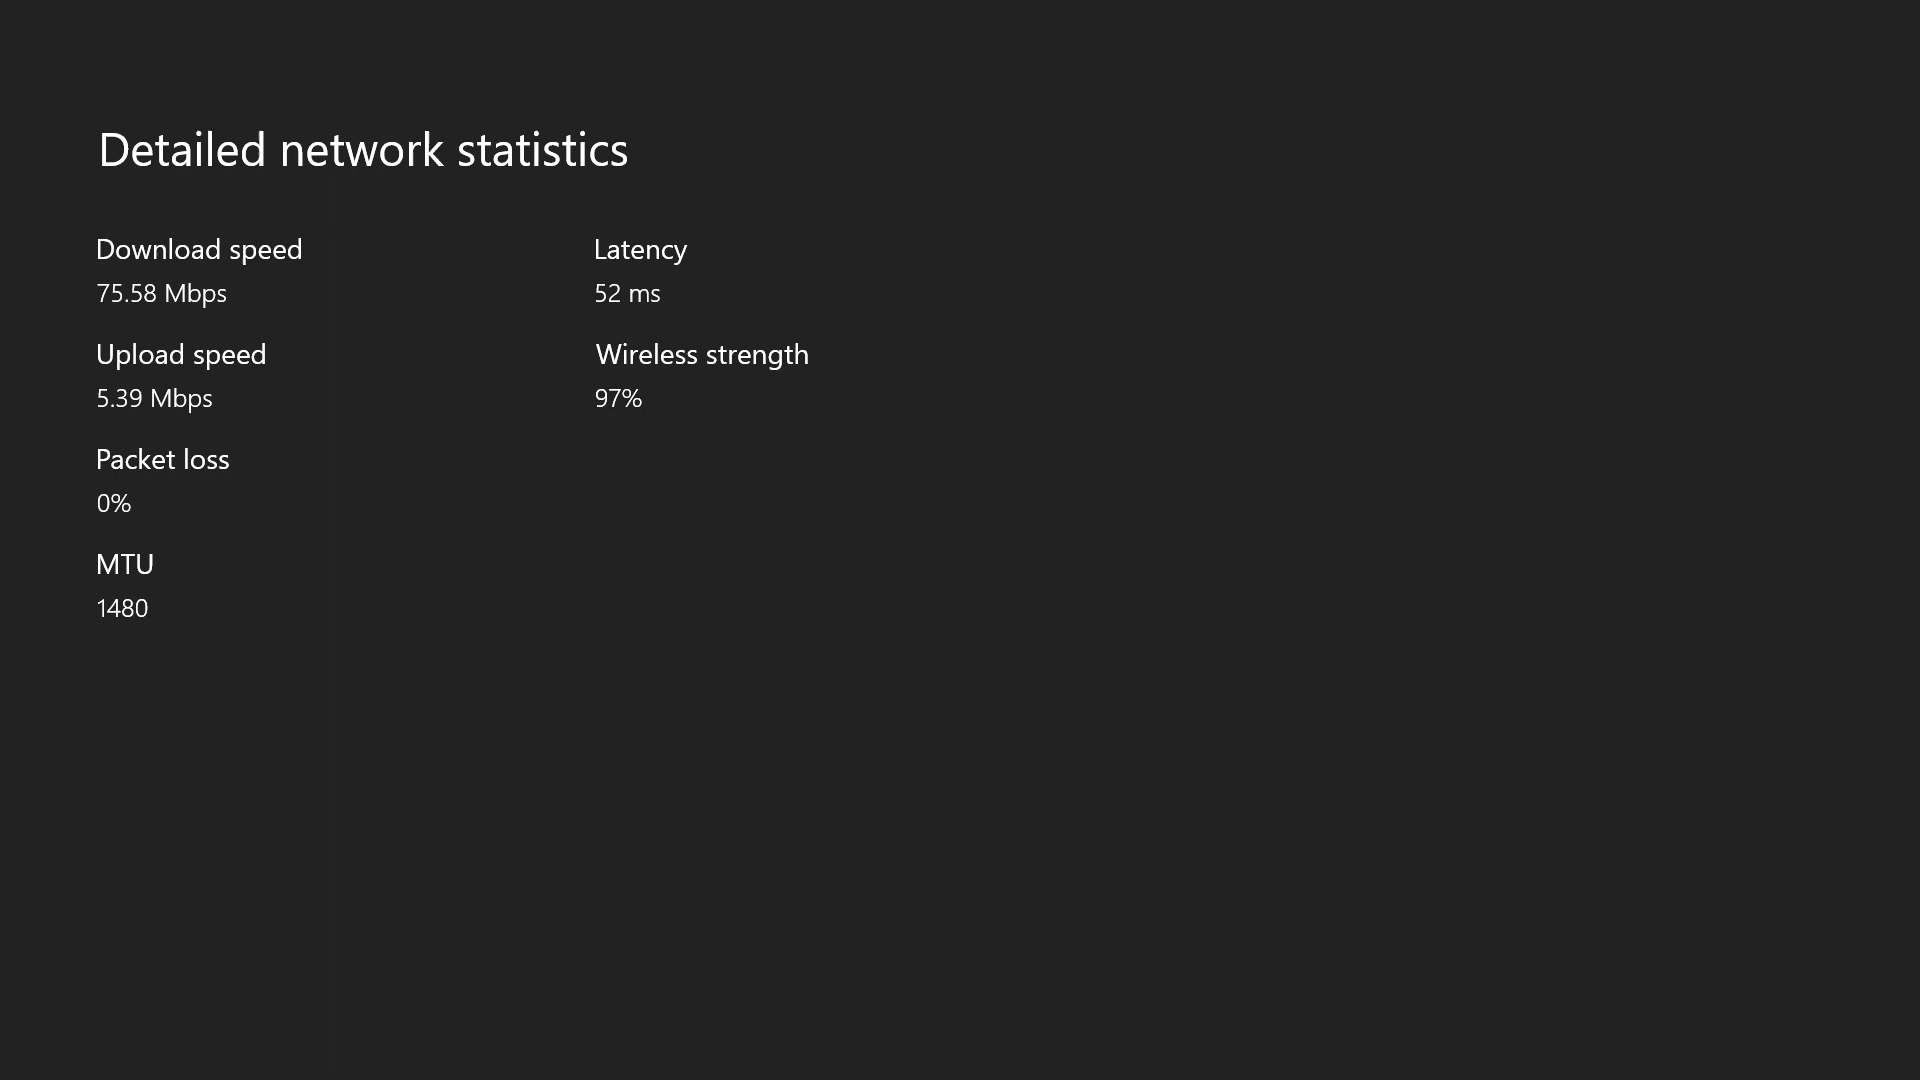 Detailed network statistics
Download speed
75.58 Mbps
Upload speed
5.39 Mbps
Packet loss
0%
MTU
1480
Latency
52 ms
Wireless strength
97%